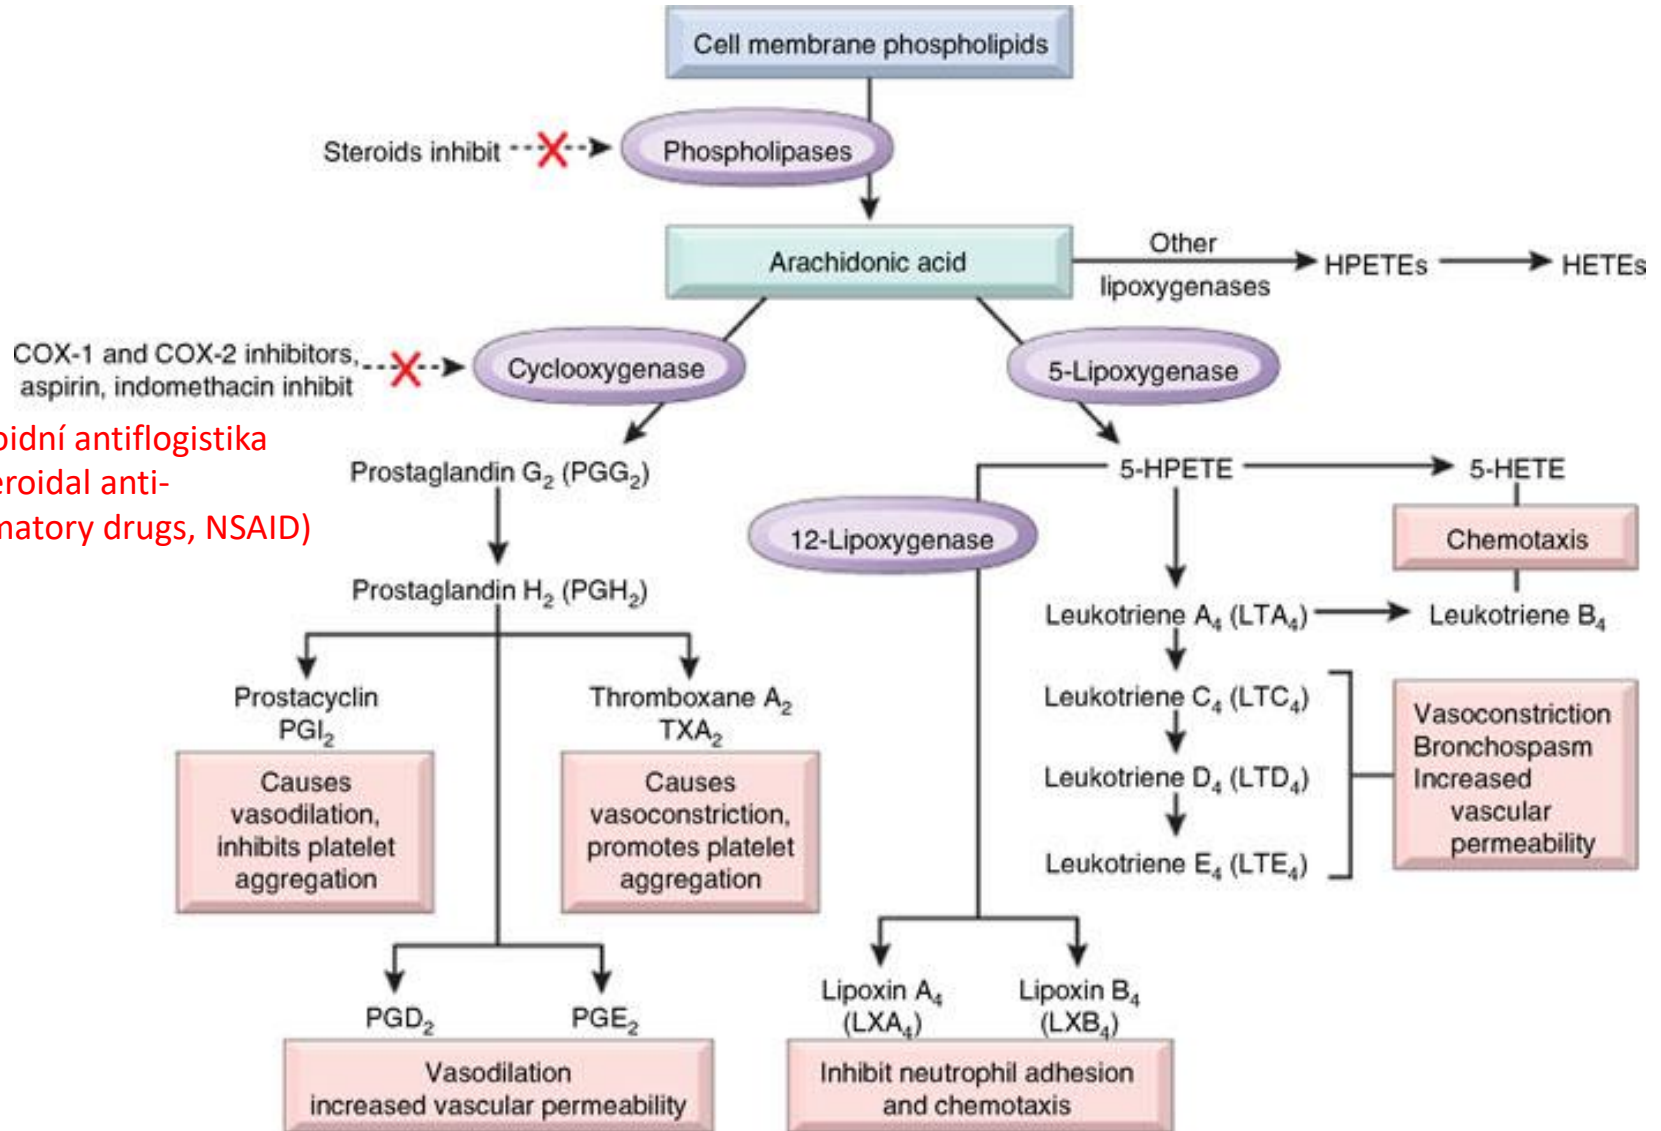 Cell membrane phospholipids
Steroids inhibit
Phospholipases
Arachidonic acid
Other
lipoxygenases
HPETEs
HETEs
COX-1 and COX-2 inhibitors,
aspirin, indomethacin inhibit
Cyclooxygenase
5-Lipoxygenase
antiflogistika
anti-
drugs, NSAID)
Prostaglandin G₂ (PGG₂)
5-HPETE
5-HETE
12-Lipoxygenase
Chemotaxis
Prostaglandin H₂ (PGH₂)
Leukotriene A₄ (LTA₄)
Leukotriene B₄
Prostacyclin
PGI₂
Thromboxane A₂
TXA₂
Leukotriene C₄ (LTC₄)
Leukotriene D₄ (LTD₄)
Leukotriene E₄ (LTE₄)
Vasoconstriction
Bronchospasm
Increased
vascular
permeability
Causes
vasodilation,
inhibits platelet
aggregation
Causes
vasoconstriction,
promotes platelet
aggregation
PGD₂
PGE₂
Vasodilation
increased vascular permeability
Lipoxin A₄
(LXA₄)
Lipoxin B₄
(LXB₄)
Inhibit neutrophil adhesion
and chemotaxis